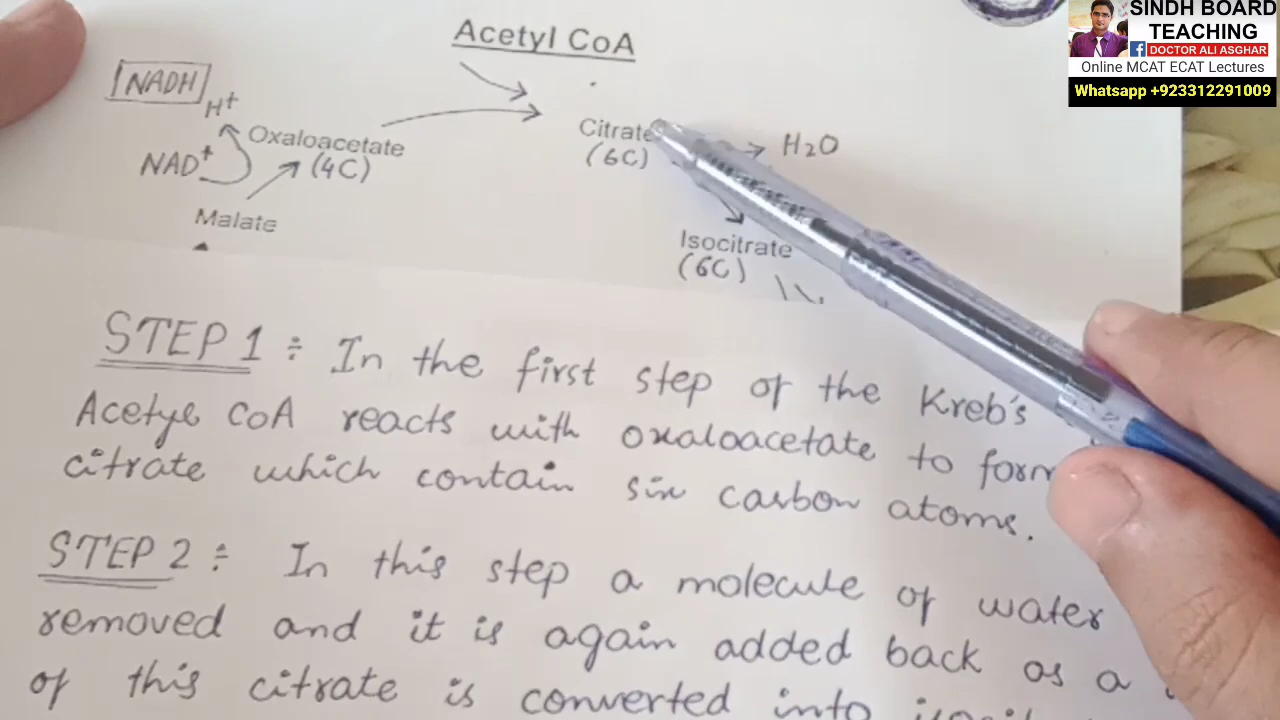 SINDH BOARD
TEACHING
DOCTOR ALI ASGHAR
Online MCAT ECAT Lectures
Whatsapp +923312291009
Acetyl CoA
NADH
H+
Oxaloacetate
(4C)
NAD+
Malate
Citrate
(6C)
H2O
Isocitrate
(6C)
STEP 1 ÷ In the first step of the Kreb's
Acetyl CoA reacts with oxaloacetate to form
citrate which contain six carbon atoms.
STEP 2 ÷ In this step a molecule of water
removed and it is again added back as a
of this citrate is converted into